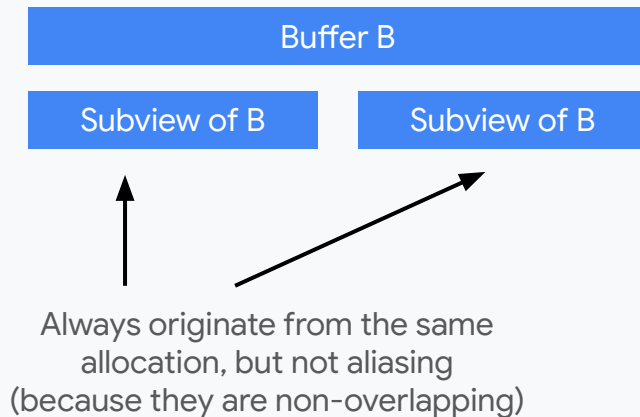 Buffer B
Subview of B
Subview of B
Always originate from the same
allocation, but not aliasing
(because they are non-overlapping)